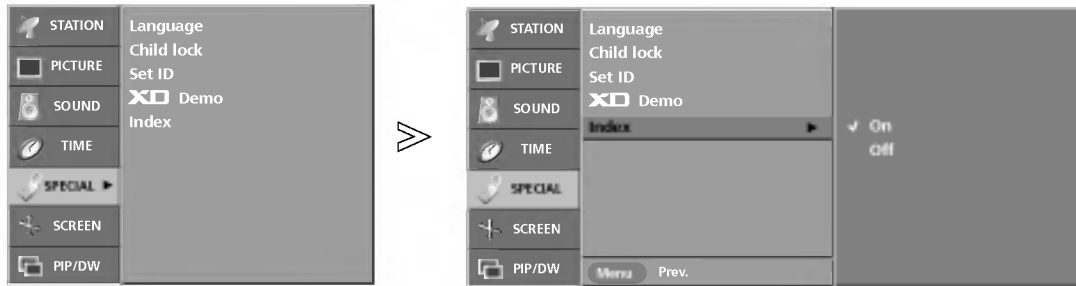 STATION
PICTURE
SOUND
TIME
SPECIAL
SCREEN
PIP/DW
Language
Child lock
Set ID
XD Demo
Index
STATION
PICTURE
SOUND
TIME
SPECIAL
SCREEN
PIP/DW
Language
Child lock
Set ID
XD Demo
Index
Menu Prev.
On
Off